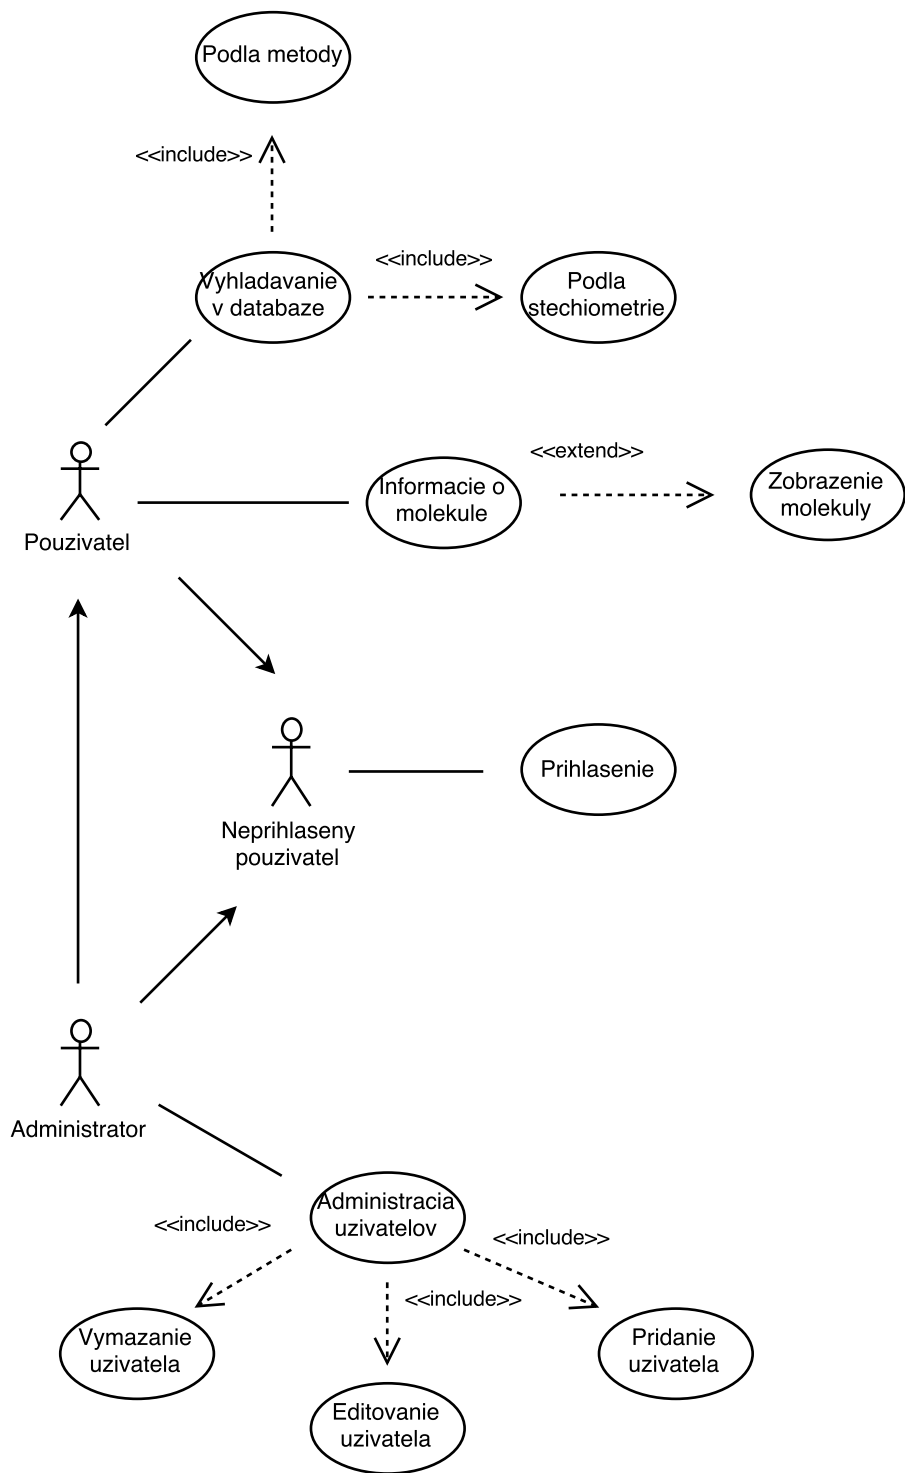 Podla metody
<<include>>
Vyhladavanie
v databaze
<<include>>
Podla
stechiometrie
Pouzivatel
Informacie o
molekule
<<extend>>
Zobrazenie
molekuly
Neprihlaseny
pouzivatel
Prihlasenie
Administrator
Administracia
uzivatelov
<<include>>
<<include>>
<<include>>
Vymazanie
uzivatela
Editovanie
uzivatela
Pridanie
uzivatela